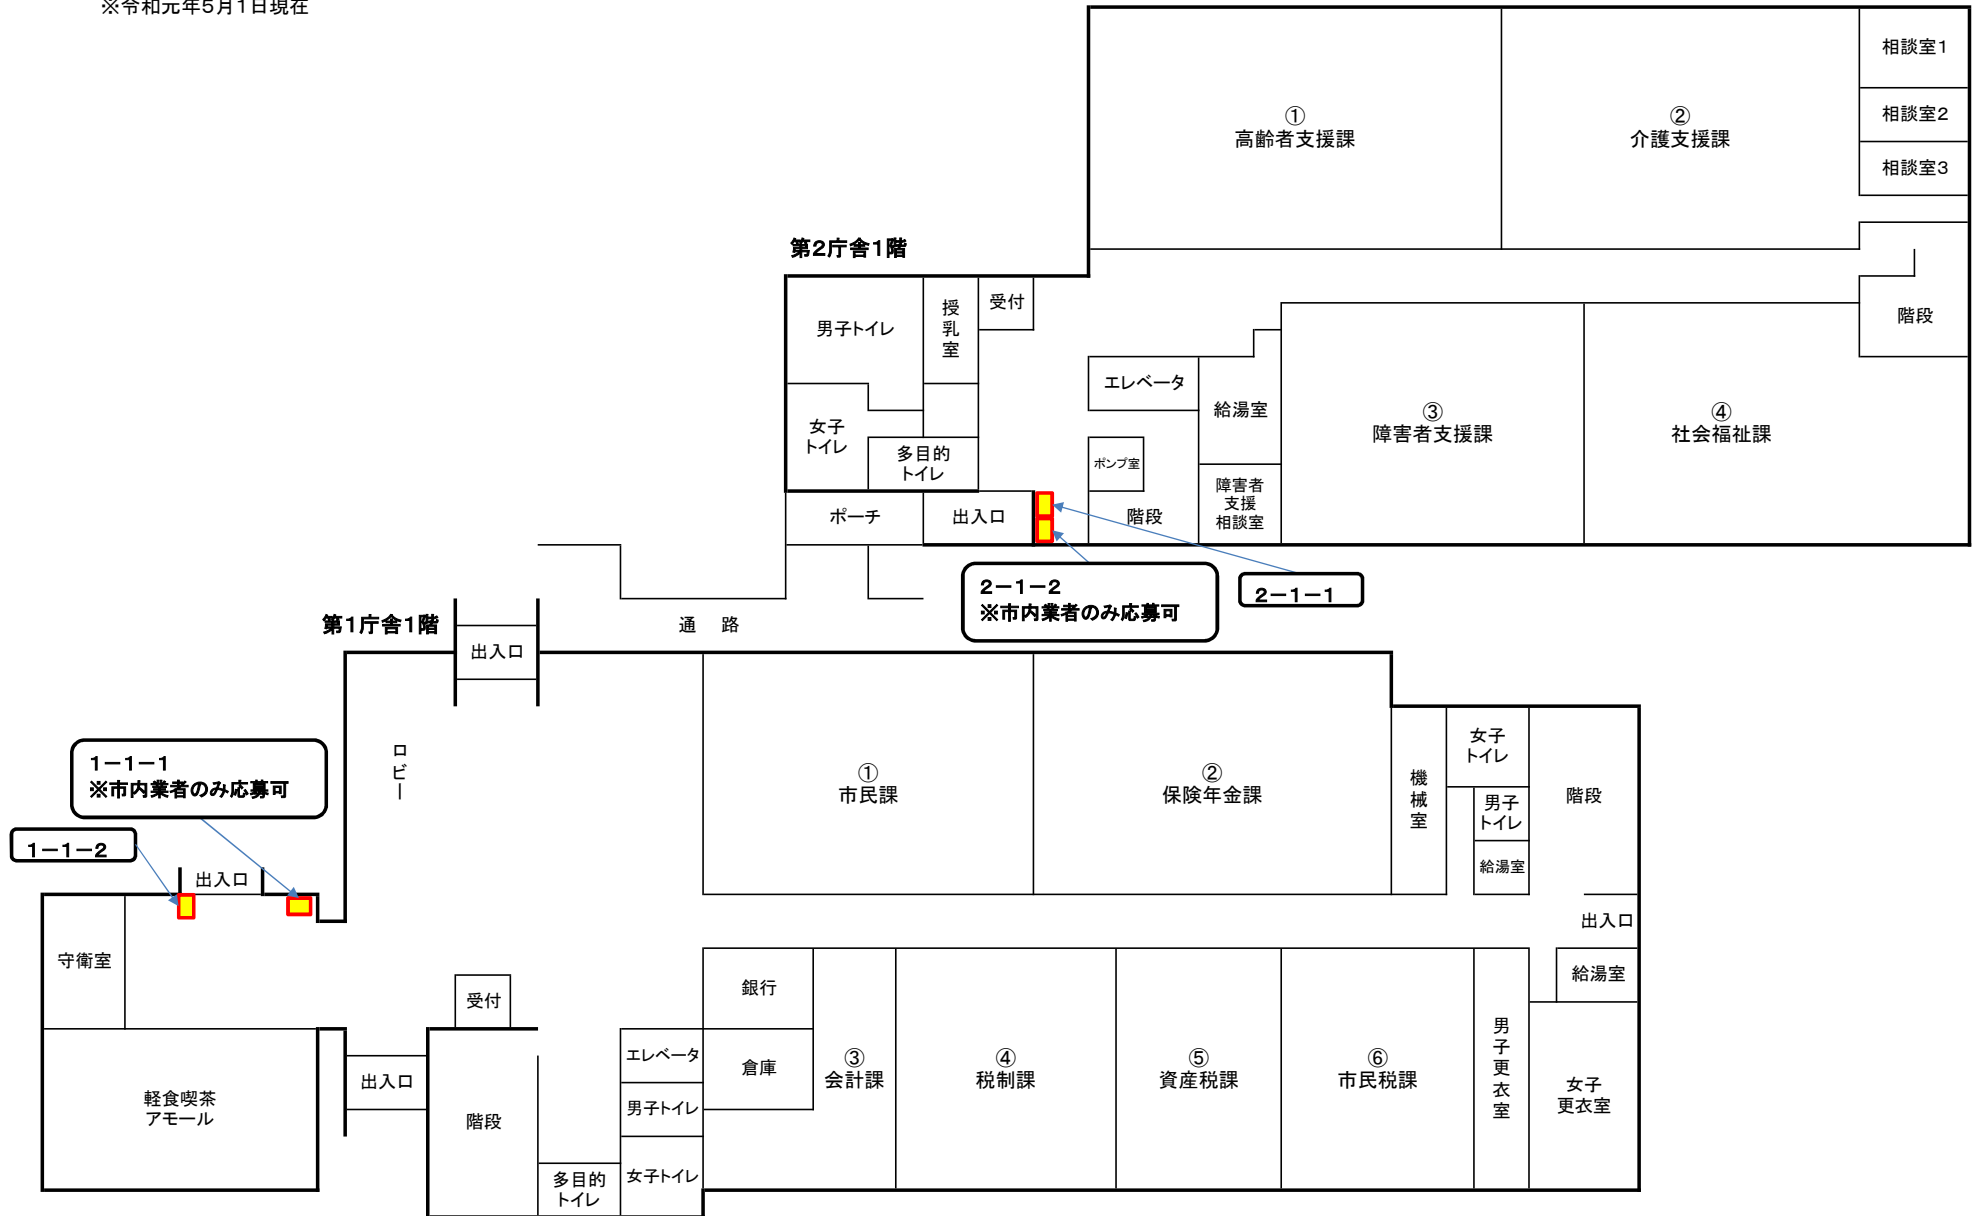 ※令和元年5月1日現在
相談室1
①
高齢者支援課
②
介護支援課
相談室2
相談室3
第2庁舎1階
男子トイレ
授乳室
受付
階段
エレベータ
給湯室
③
障害者支援課
④
社会福祉課
女子
トイレ
多目的
トイレ
ポンプ室
障害者
支援
相談室
ポーチ
出入口
階段
2－1－2
※市内業者のみ応募可
2－1－1
第1庁舎1階
通　路
出入口
ロビー
1－1－1
※市内業者のみ応募可
1－1－2
①
市民課
②
保険年金課
機械室
女子
トイレ
男子
トイレ
給湯室
階段
出入口
出入口
守衛室
受付
銀行
給湯室
エレベータ
倉庫
③
会計課
④
税制課
⑤
資産税課
⑥
市民税課
男子更衣室
女子
更衣室
軽食喫茶
アモール
出入口
階段
男子トイレ
多目的
トイレ
女子トイレ